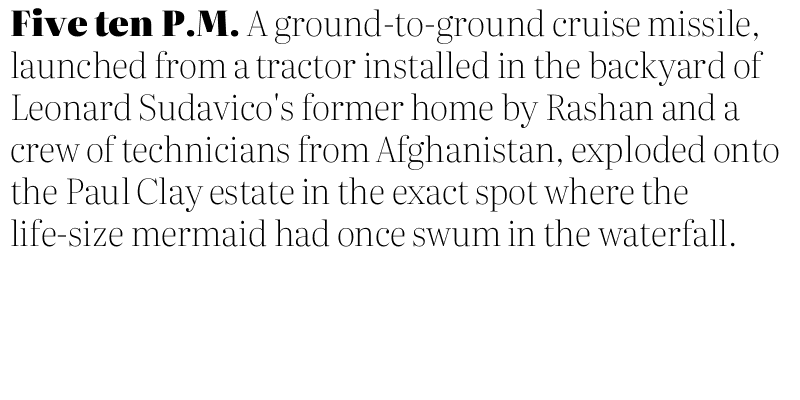 Five ten P.M. A ground-to-ground cruise missile,
launched from a tractor installed in the backyard of
Leonard Sudavico's former home by Rashan and a
crew of technicians from Afghanistan, exploded onto
the Paul Clay estate in the exact spot where the
life-size mermaid had once swum in the waterfall.